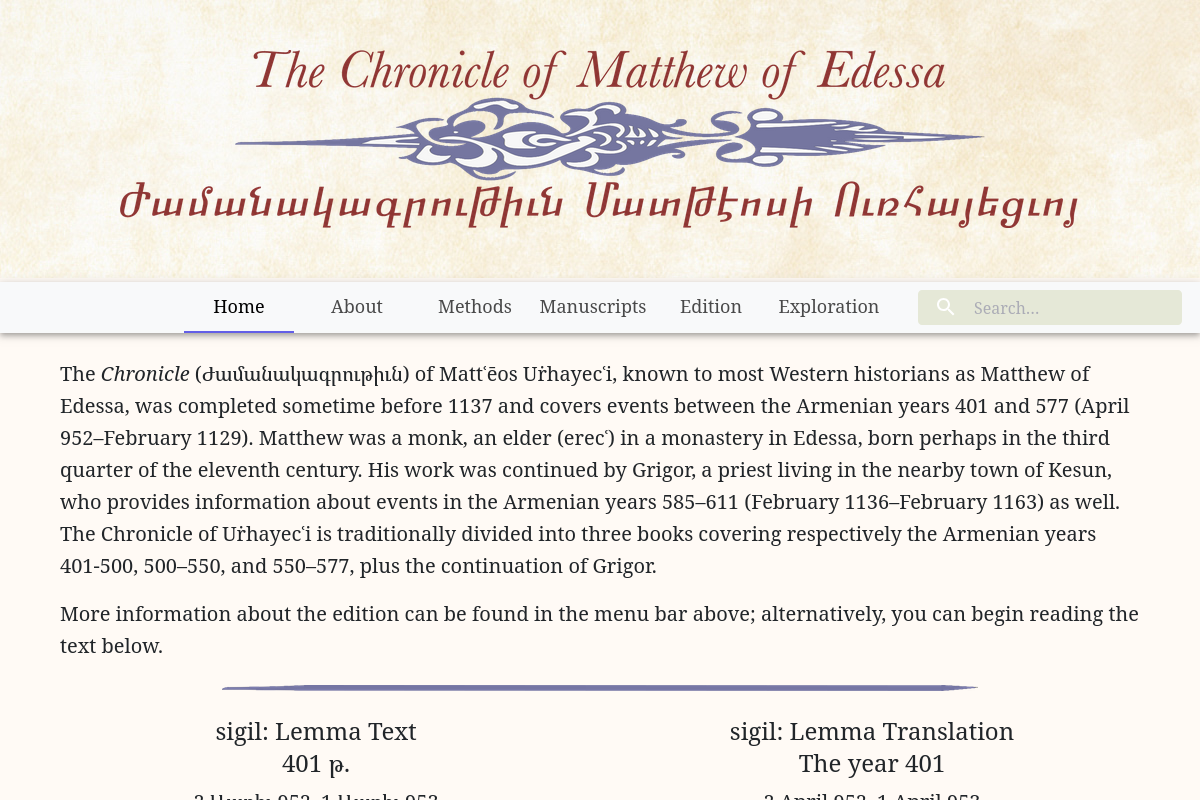 The Chronicle of Matthew of Edessa
Ժամանակագրութիւն Մատթէոսի Ուռհայեցւոյ
Home About Methods Manuscripts Edition Exploration Search...
The Chronicle (Ժամանակագրութիւն) of Mattʿēos Uṙhayecʿi, known to most Western historians as Matthew of
Edessa, was completed sometime before 1137 and covers events between the Armenian years 401 and 577 (April
952–February 1129). Matthew was a monk, an elder (erecʿ) in a monastery in Edessa, born perhaps in the third
quarter of the eleventh century. His work was continued by Grigor, a priest living in the nearby town of Kesun,
who provides information about events in the Armenian years 585–611 (February 1136–February 1163) as well.
The Chronicle of Uṙhayecʿi is traditionally divided into three books covering respectively the Armenian years
401-500, 500–550, and 550–577, plus the continuation of Grigor.
More information about the edition can be found in the menu bar above; alternatively, you can begin reading the
text below.
sigil: Lemma Text
401 թ.
sigil: Lemma Translation
The year 401